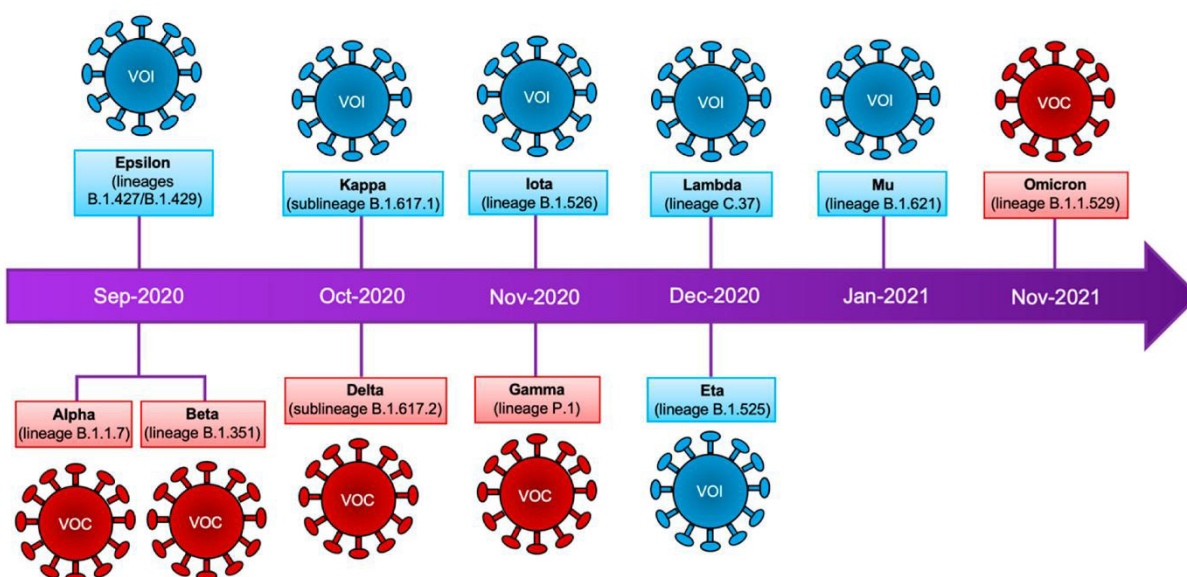 VOI
Epsilon
(lineages
B.1.427/B.1.429)
VOI
Kappa
(sublineage B.1.617.1)
VOI
Iota
(lineage B.1.526)
VOI
Lambda
(lineage C.37)
VOI
Mu
(lineage B.1.621)
VOC
Omicron
(lineage B.1.1.529)
Sep-2020
Oct-2020
Nov-2020
Dec-2020
Jan-2021
Nov-2021
Alpha
(lineage B.1.1.7)
VOC
Beta
(lineage B.1.351)
VOC
Delta
(sublineage B.1.617.2)
VOC
Gamma
(lineage P.1)
VOC
Eta
(lineage B.1.525)
VOI